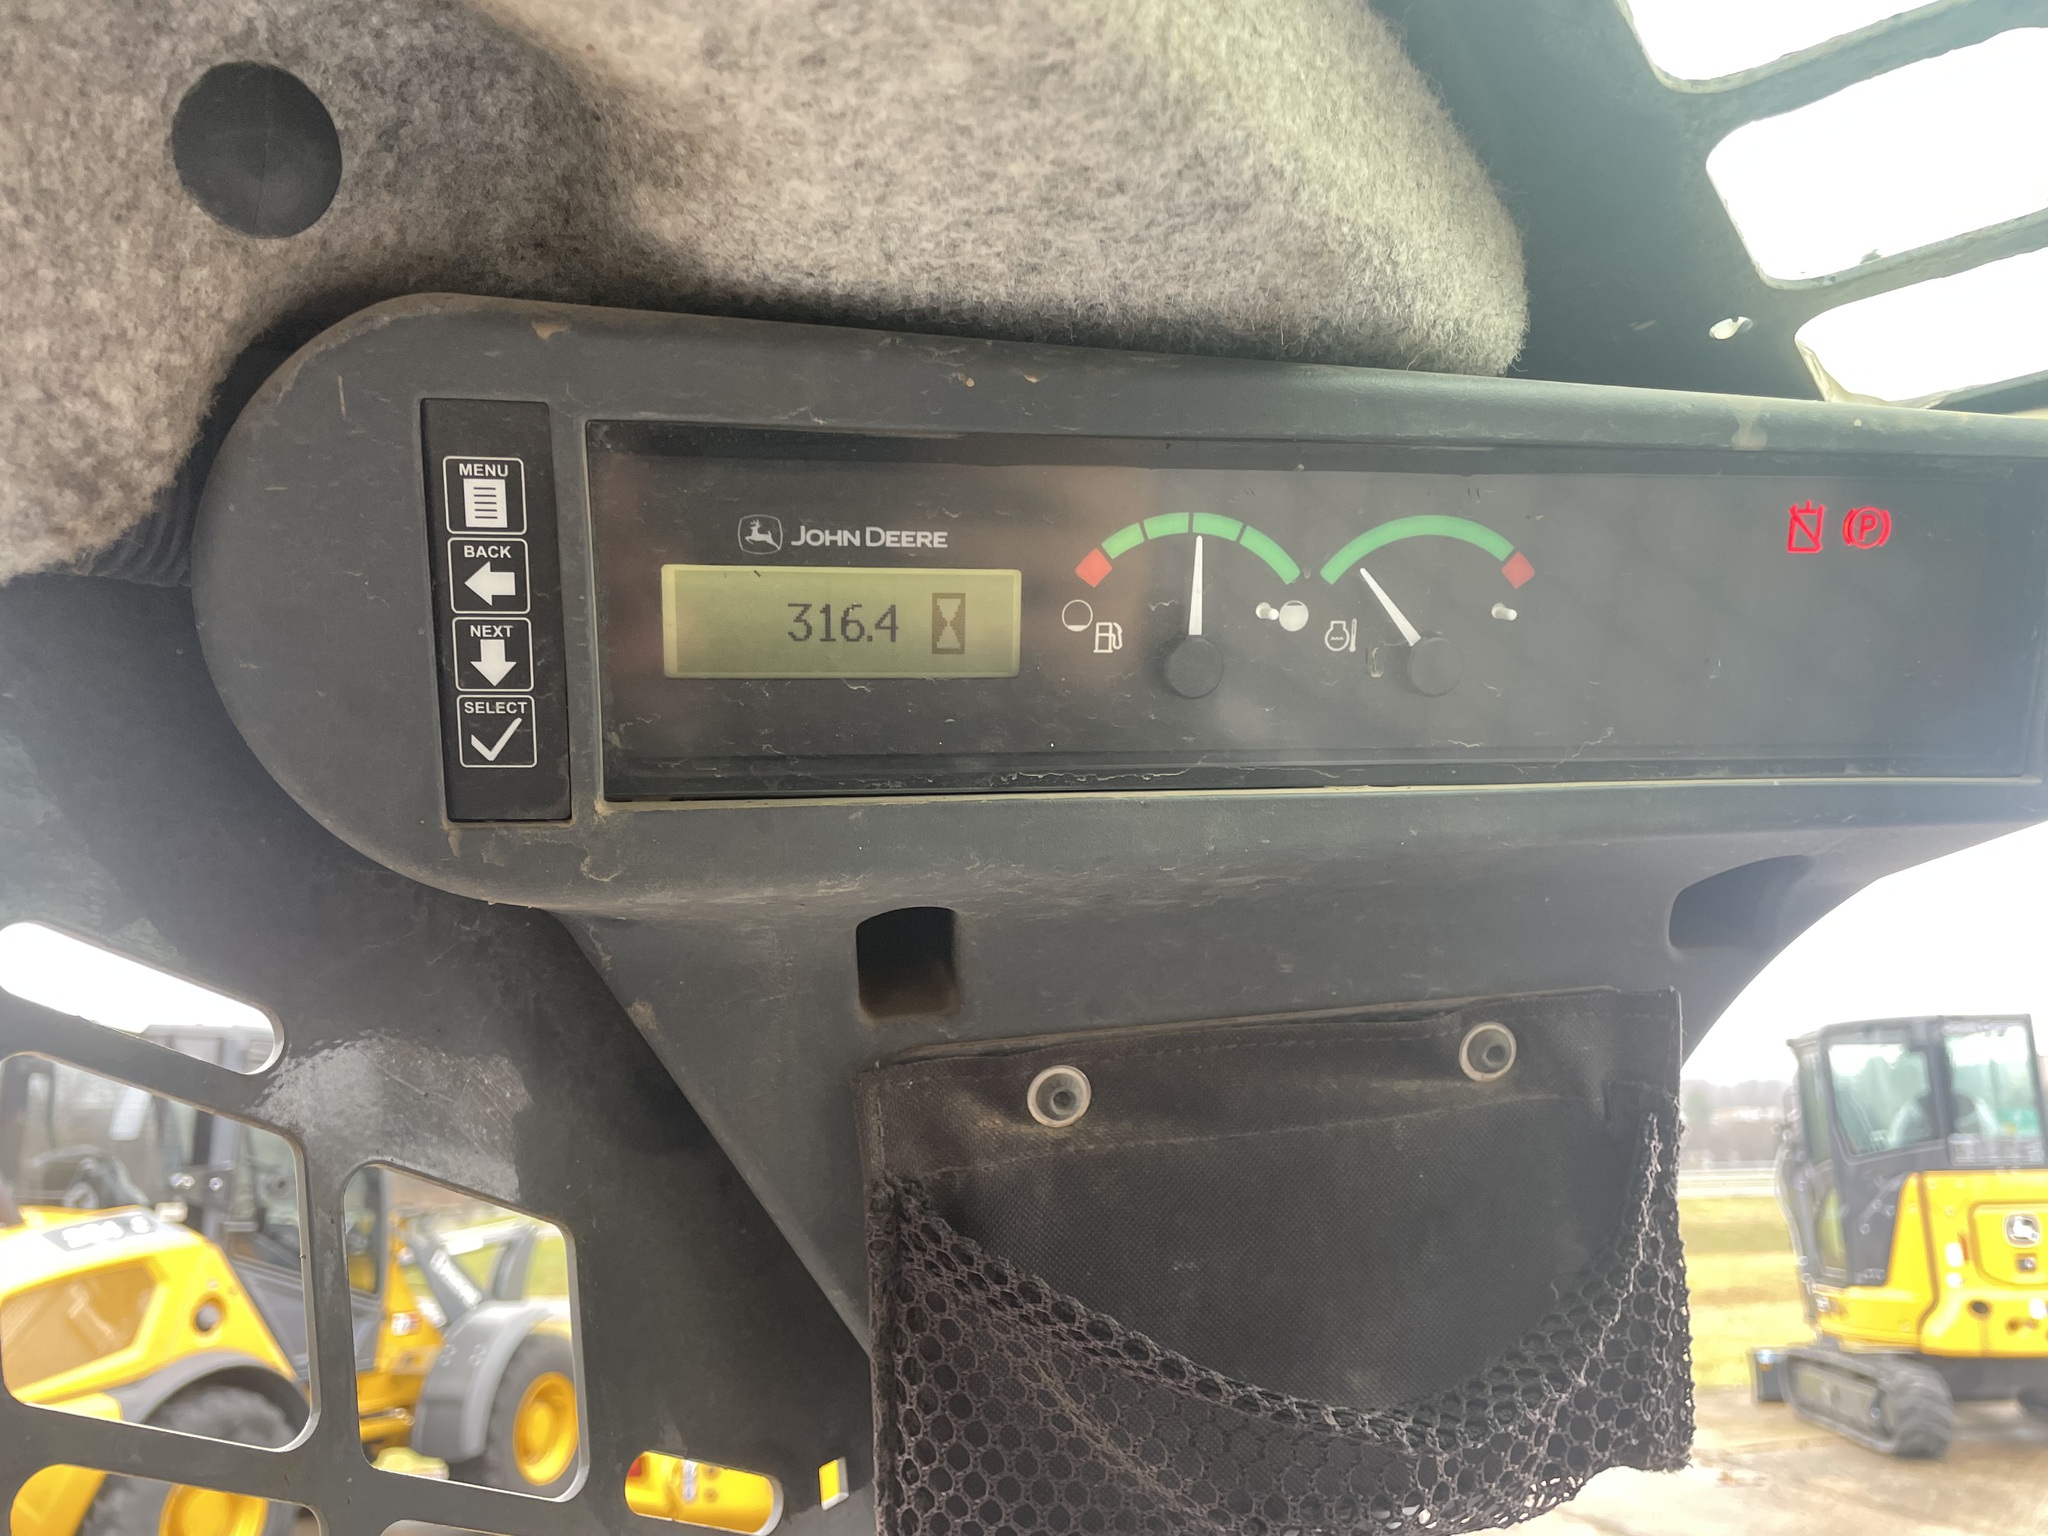 MENU
BACK
NEXT
SELECT
JOHN DEERE
316.4
P